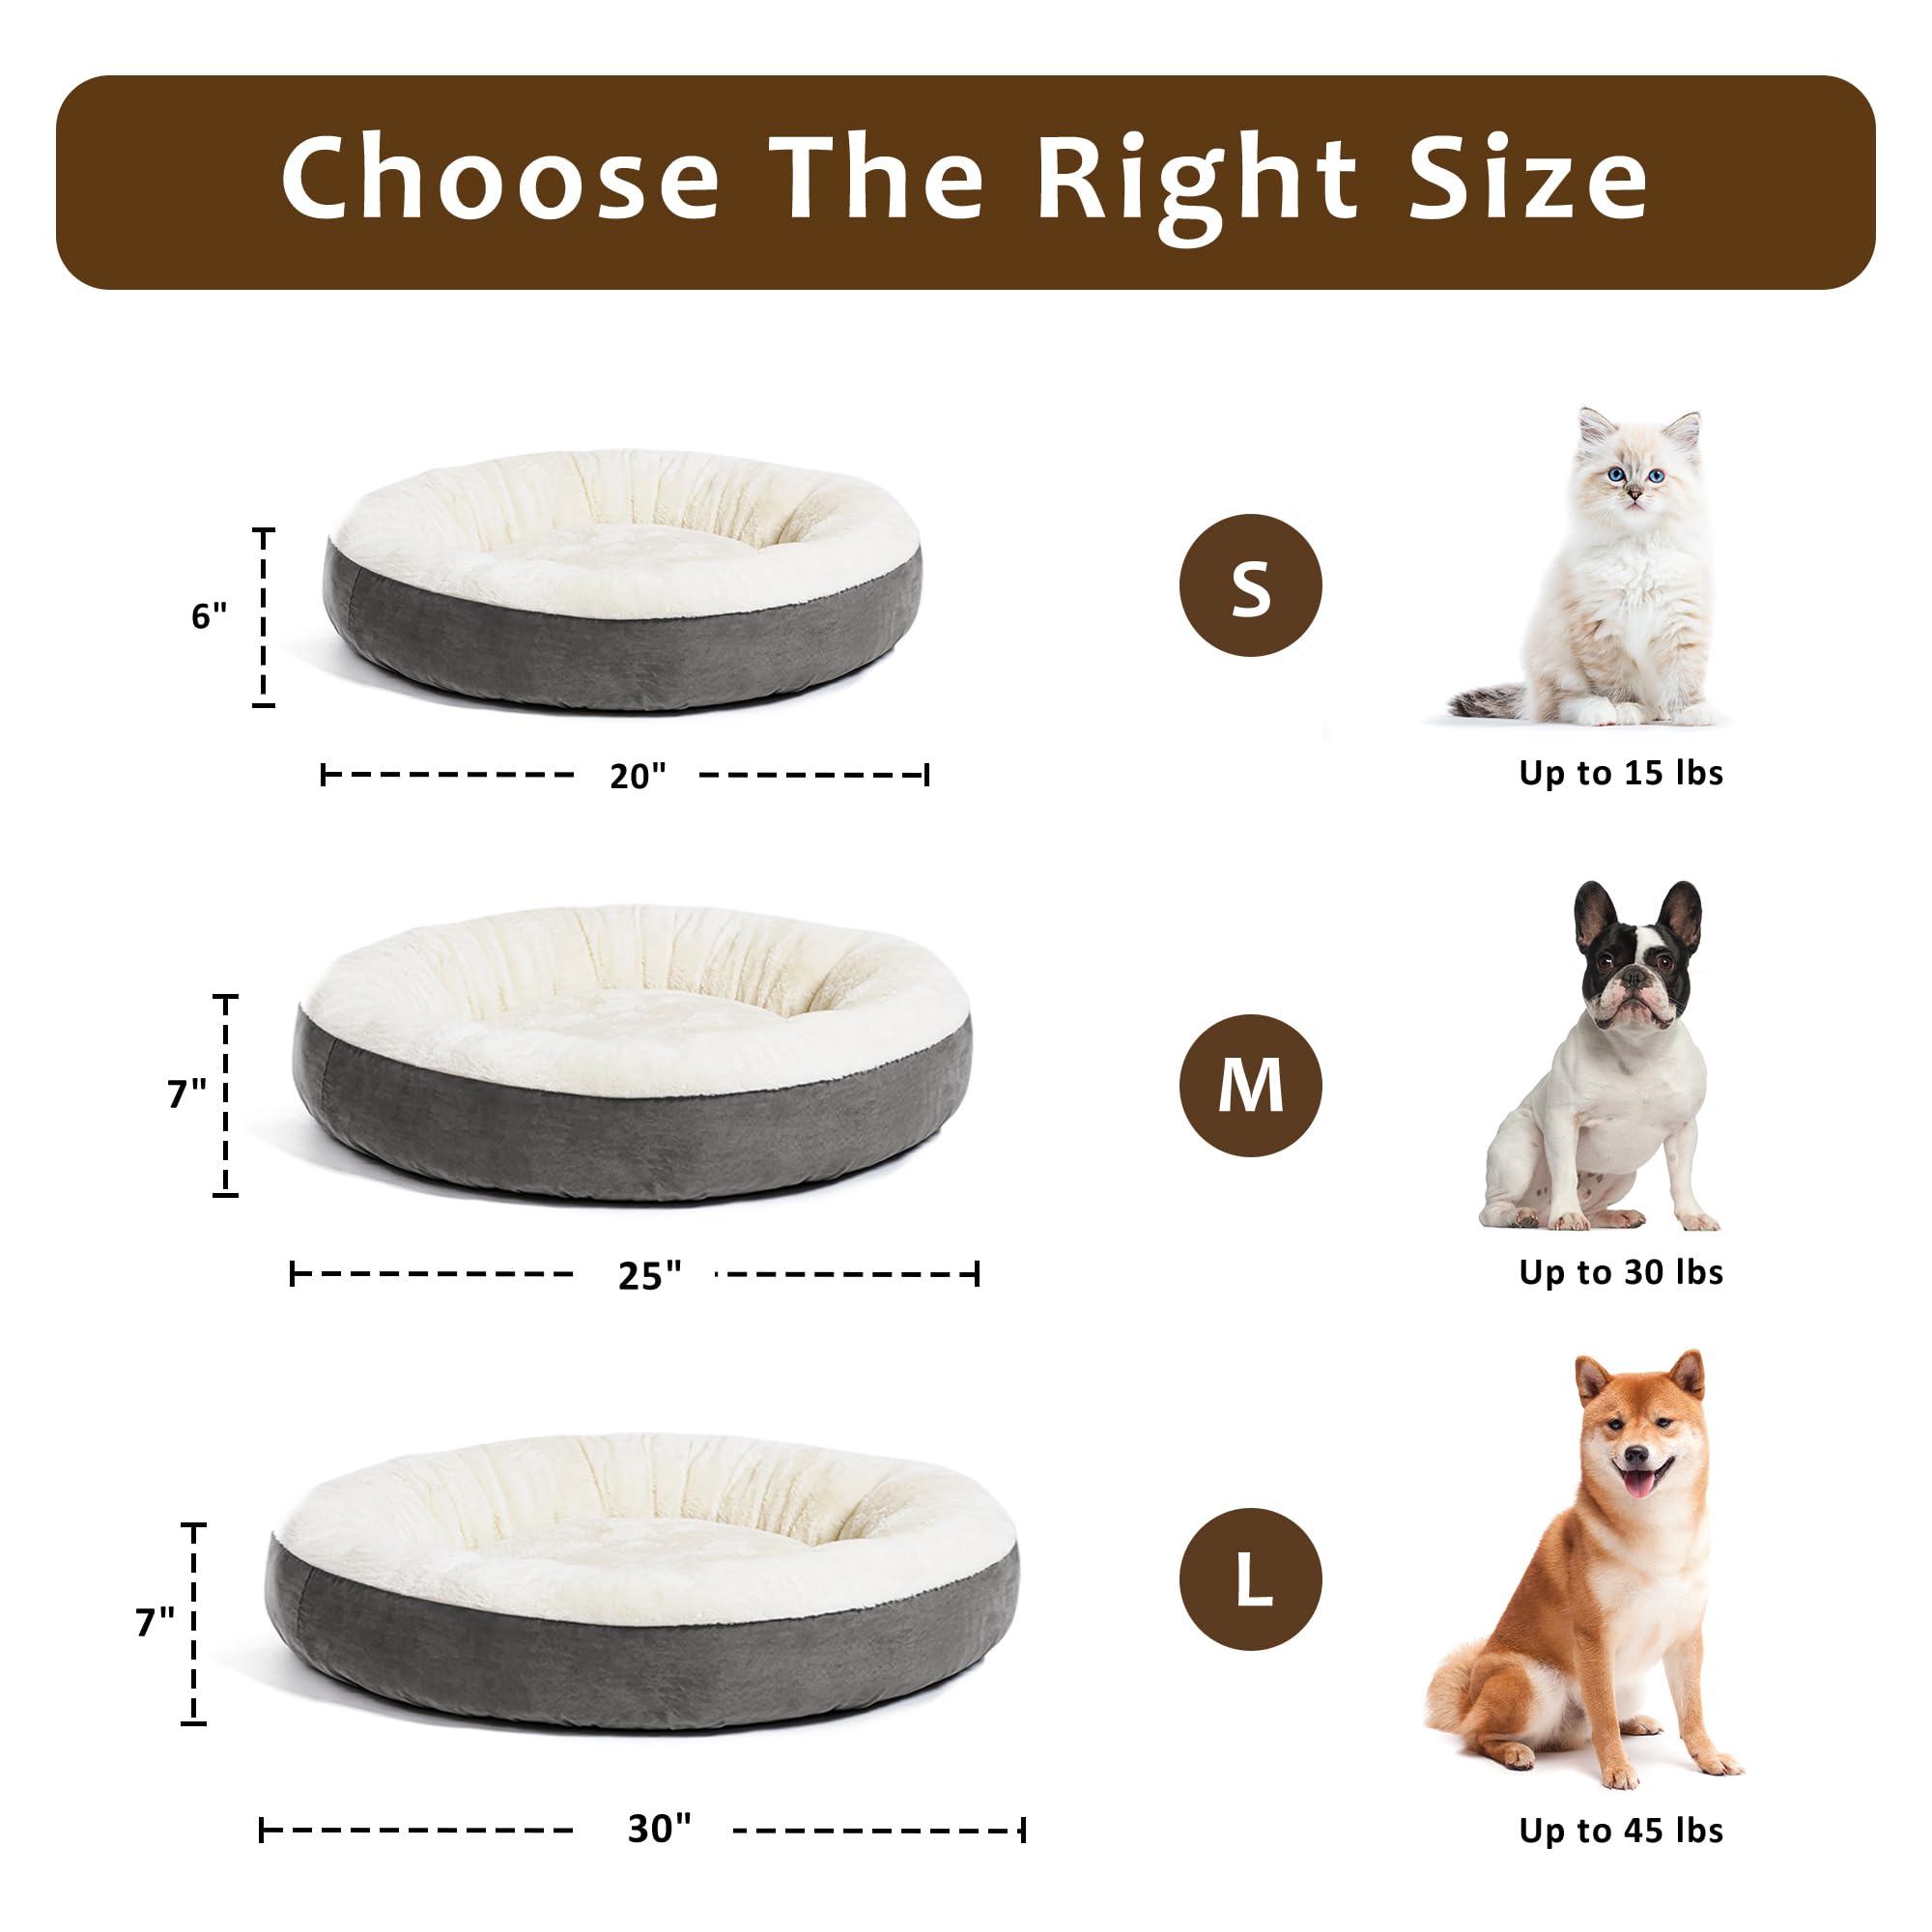 Choose The Right Size
6"
S
20"
Up to 15 lbs
7"
M
25"
Up to 30 lbs
7"
L
30"
Up to 45 lbs